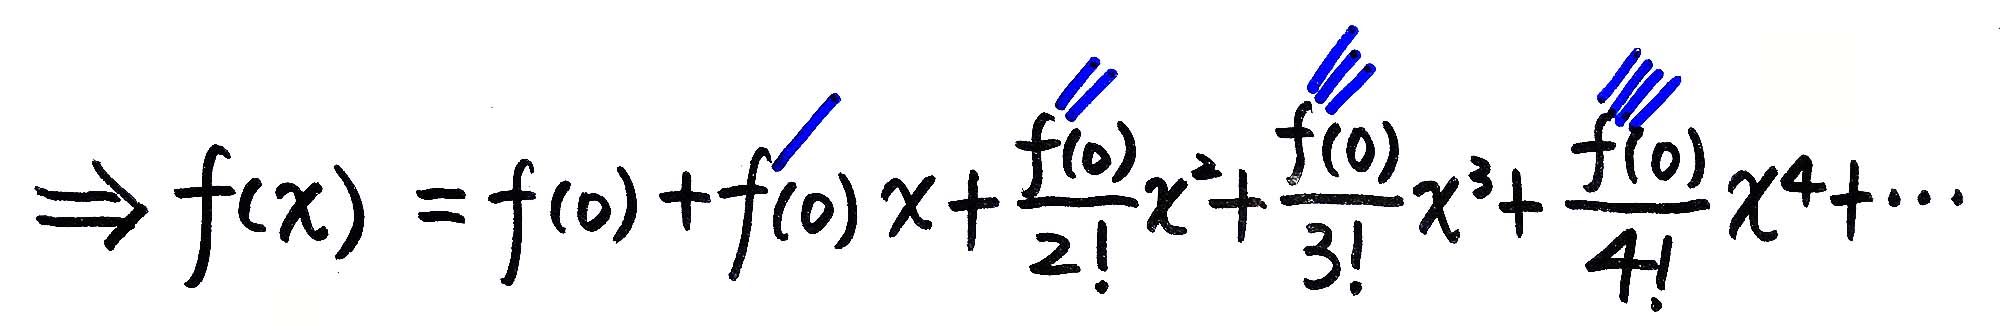 ⇒ f(x) = f(0) + f'(0) x + f''(0)/2! x² + f'''(0)/3! x³ + f''''(0)/4! x⁴ + ⋯